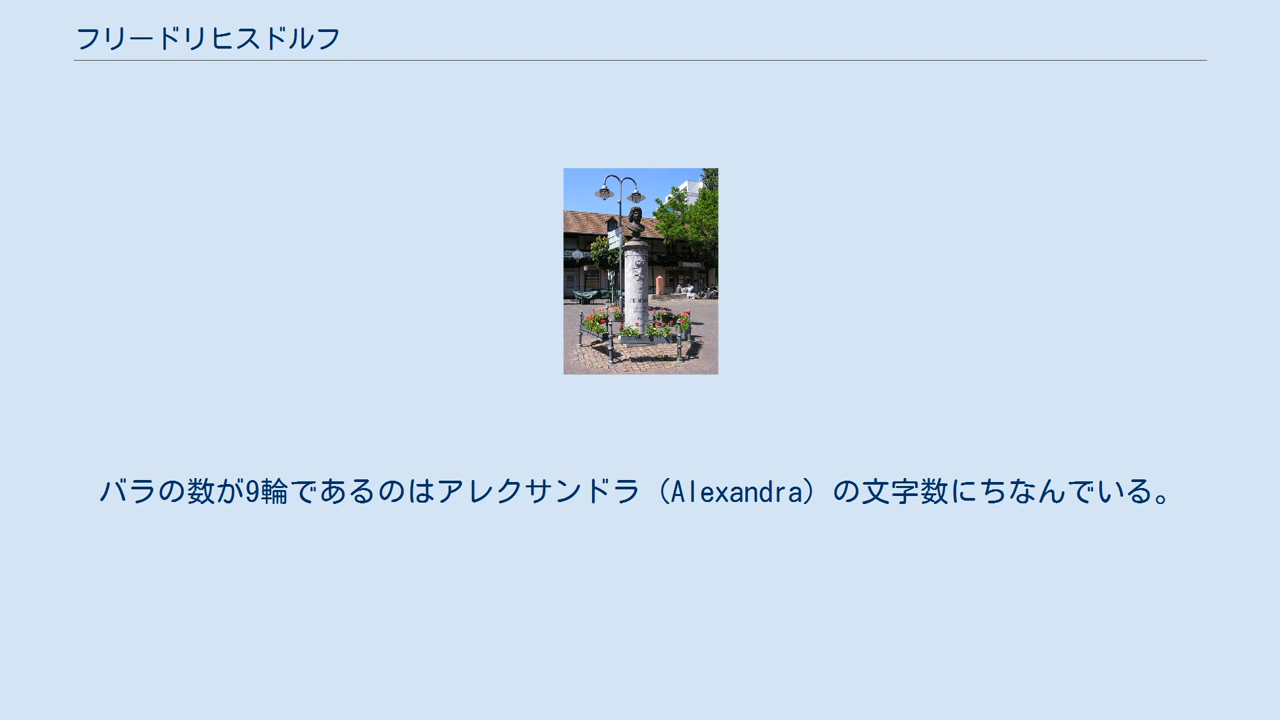 フリードリヒスドルフ
バラの数が9輪であるのはアレクサンドラ（Alexandra）の文字数にちなんでいる。